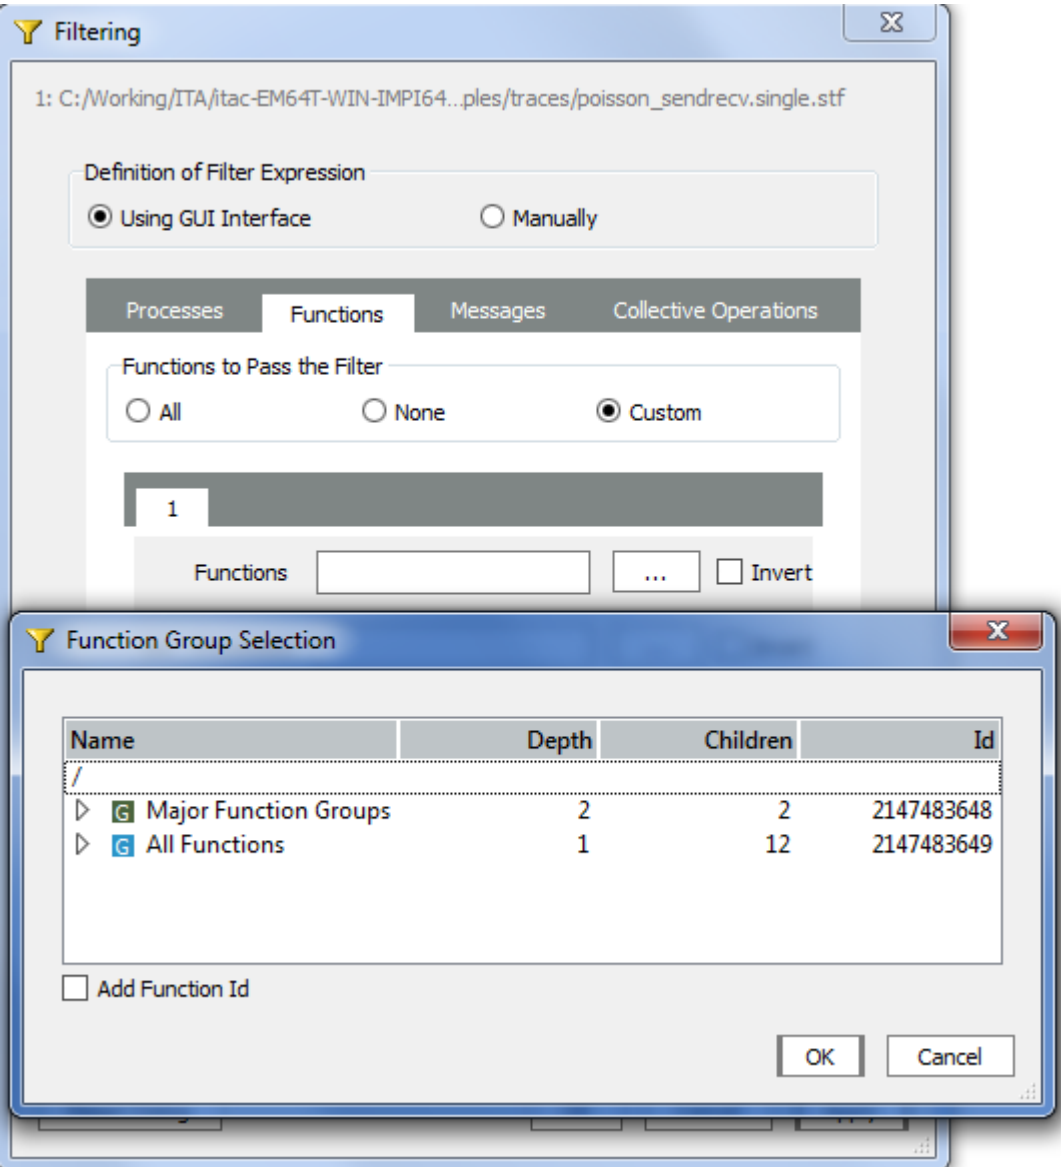 Filtering
1: C:/Working/ITA/itac-EM64T-WIN-IMPI64...ples/traces/poisson_sendrecv.single.stf
Definition of Filter Expression
Using GUI Interface Manually
Processes Functions Messages Collective Operations
Functions to Pass the Filter
All None Custom
1
Functions ... Invert
Function Group Selection
Name Depth Children Id
/
G Major Function Groups 2 2 2147483648
G All Functions 1 12 2147483649
Add Function Id
OK Cancel